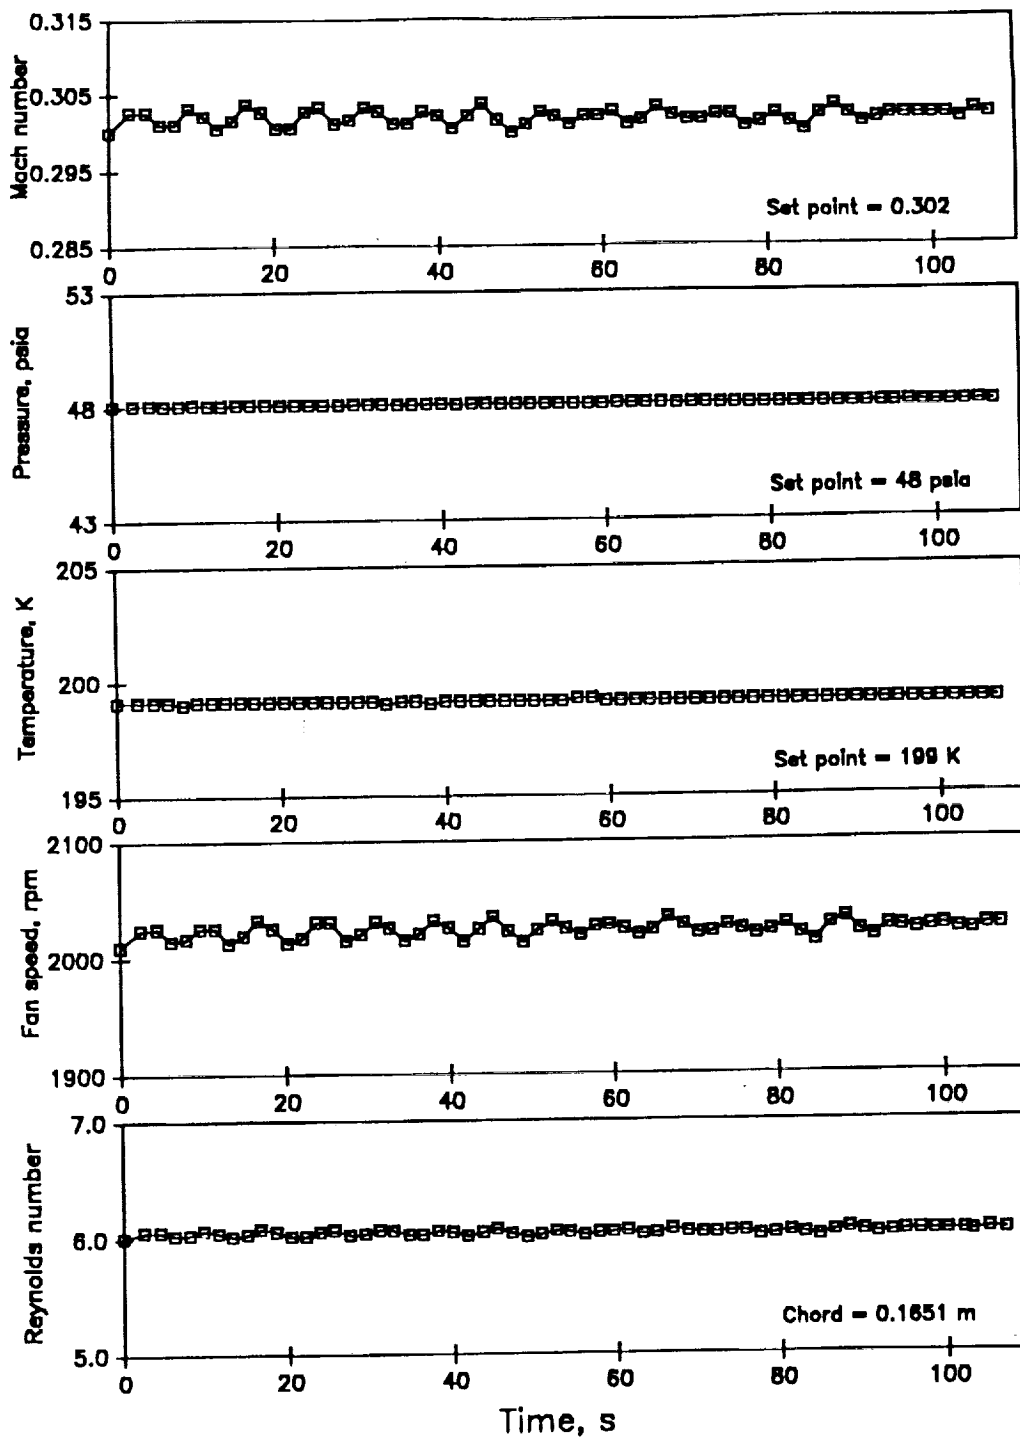 0.315
0.305
0.295
0.285
Mach number
Set point = 0.302
0 20 40 60 80 100
53
48
43
Pressure, psia
Set point = 48 psia
0 20 40 60 80 100
205
200
195
Temperature, K
Set point = 199 K
0 20 40 60 80 100
2100
2000
1900
Fan speed, rpm
0 20 40 60 80 100
7.0
6.0
5.0
Reynolds number
Chord = 0.1651 m
0 20 40 60 80 100
Time, s